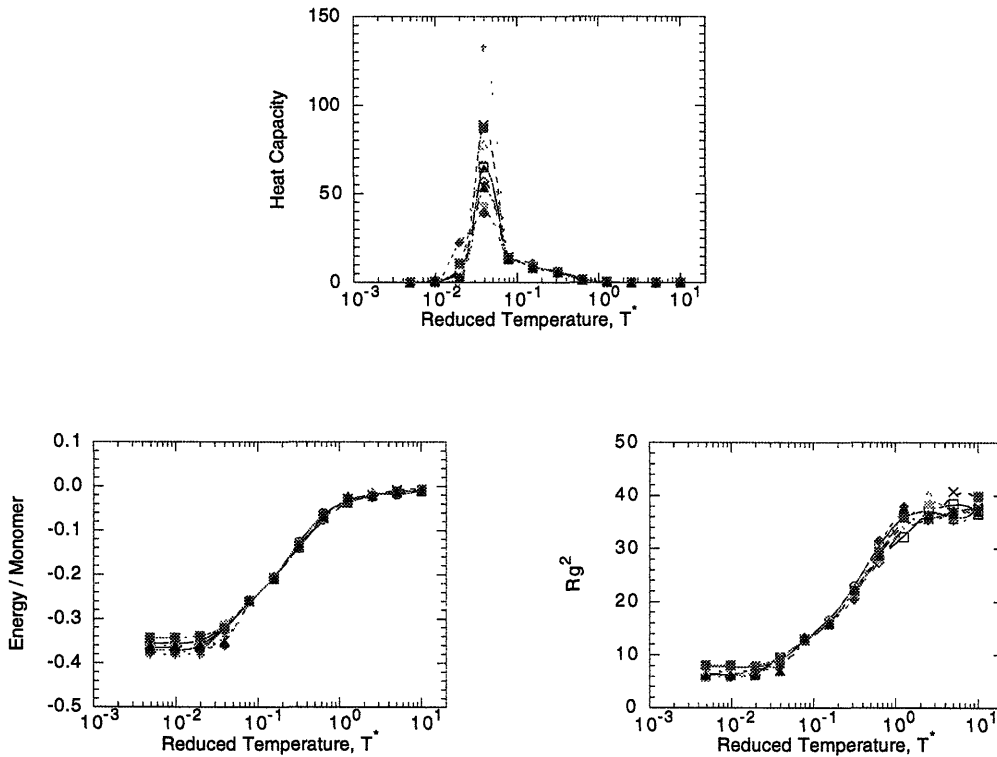 150
100
50
0
Heat Capacity
10-3 10-2 10-1 100 101
Reduced Temperature, T*
0.1
0.0
-0.1
-0.2
-0.3
-0.4
-0.5
Energy / Monomer
10-3 10-2 10-1 100 101
Reduced Temperature, T*
50
40
30
20
10
0
Rg2
10-3 10-2 10-1 100 101
Reduced Temperature, T*